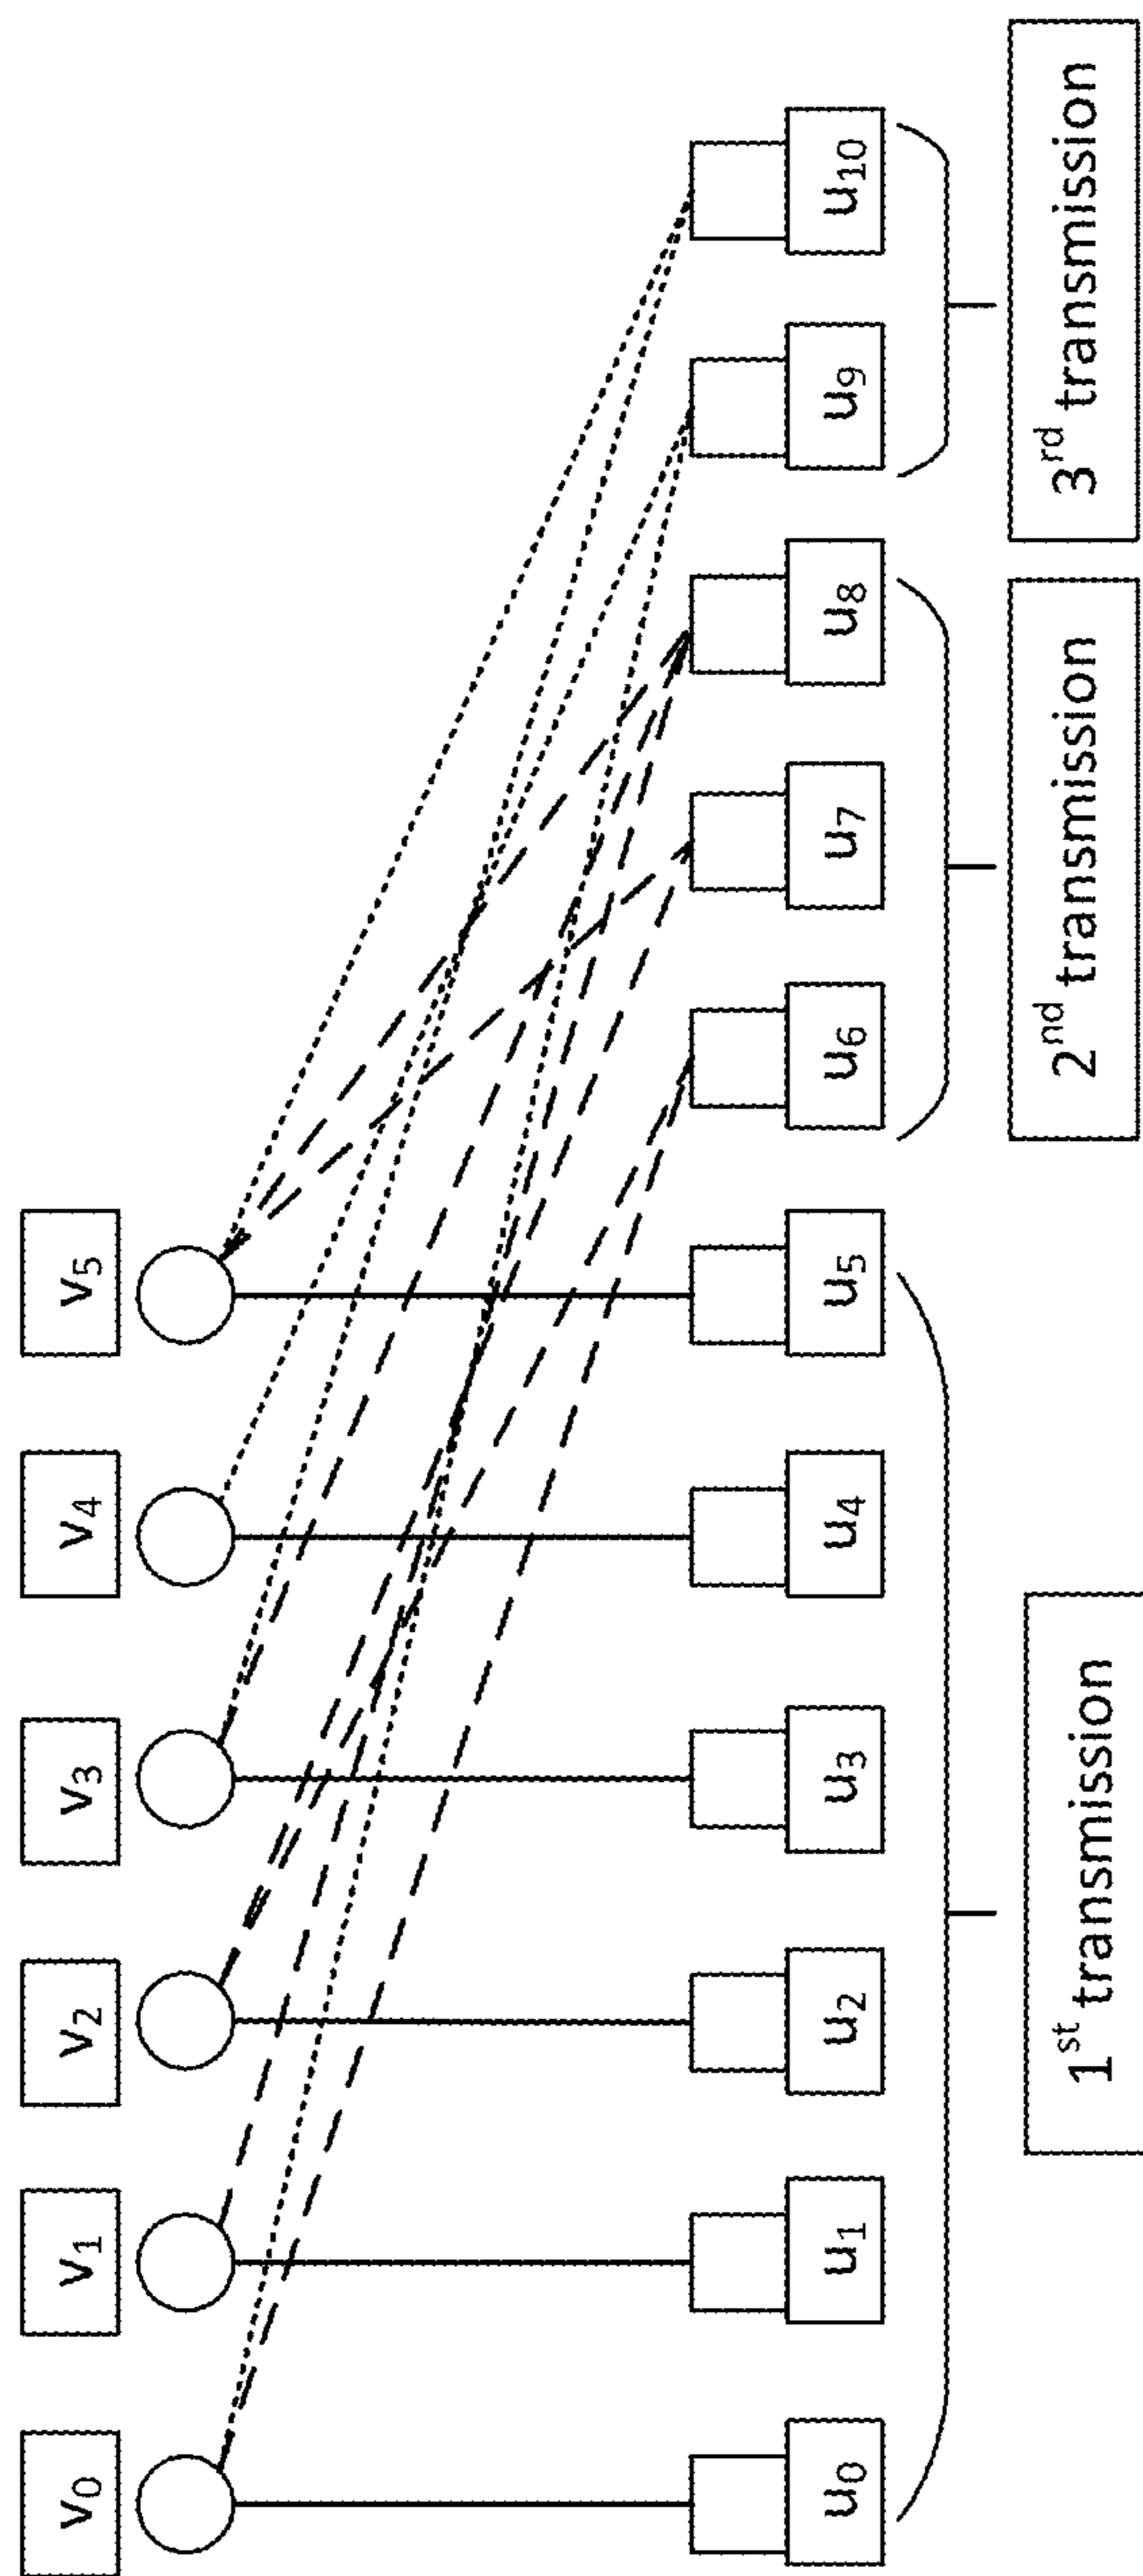 v0 v1 v2 v3 v4 v5
u0 u1 u2 u3 u4 u5 u6 u7 u8 u9 u10
1st transmission
2nd transmission
3rd transmission